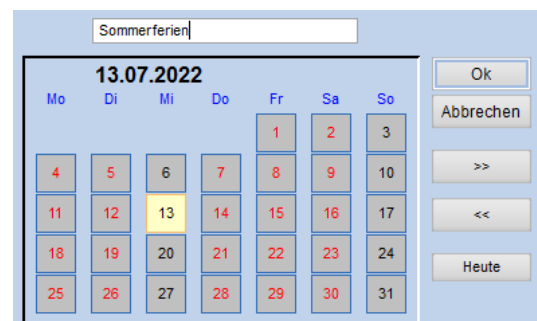 Sommerferien
13.07.2022
Ok
Mo Di Mi Do Fr Sa So
Abbrechen
1 2 3
4 5 6 7 8 9 10
>>
11 12 13 14 15 16 17
<<
18 19 20 21 22 23 24
Heute
25 26 27 28 29 30 31